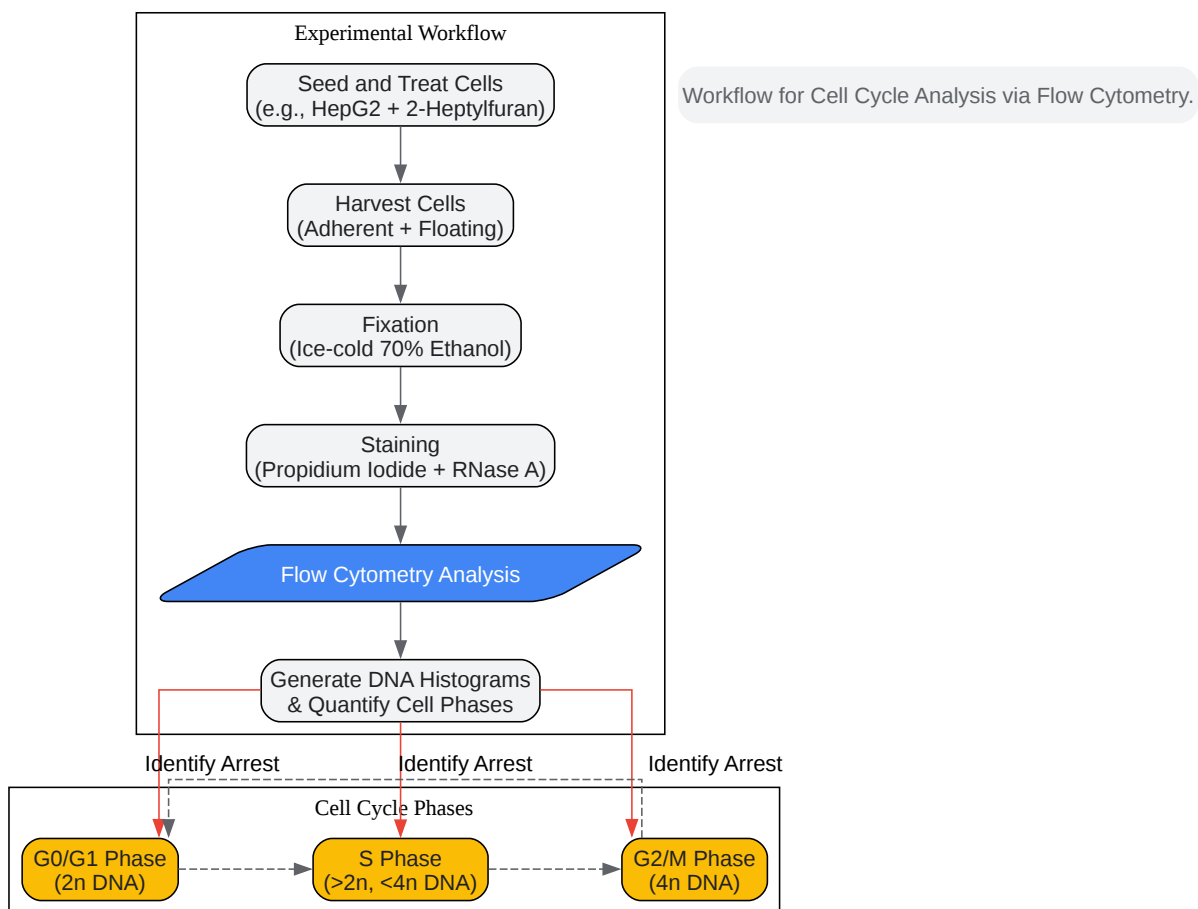 Experimental Workflow
Seed and Treat Cells
(e.g., HepG2 + 2-Heptylfuran)
Workflow for Cell Cycle Analysis via Flow Cytometry.
Harvest Cells
(Adherent + Floating)
Fixation
(Ice-cold 70% Ethanol)
Staining
(Propidium Iodide + RNase A)
Flow Cytometry Analysis
Generate DNA Histograms
& Quantify Cell Phases
Identify Arrest
Identify Arrest
Identify Arrest
Cell Cycle Phases
G0/G1 Phase
(2n DNA)
S Phase
(>2n, <4n DNA)
G2/M Phase
(4n DNA)